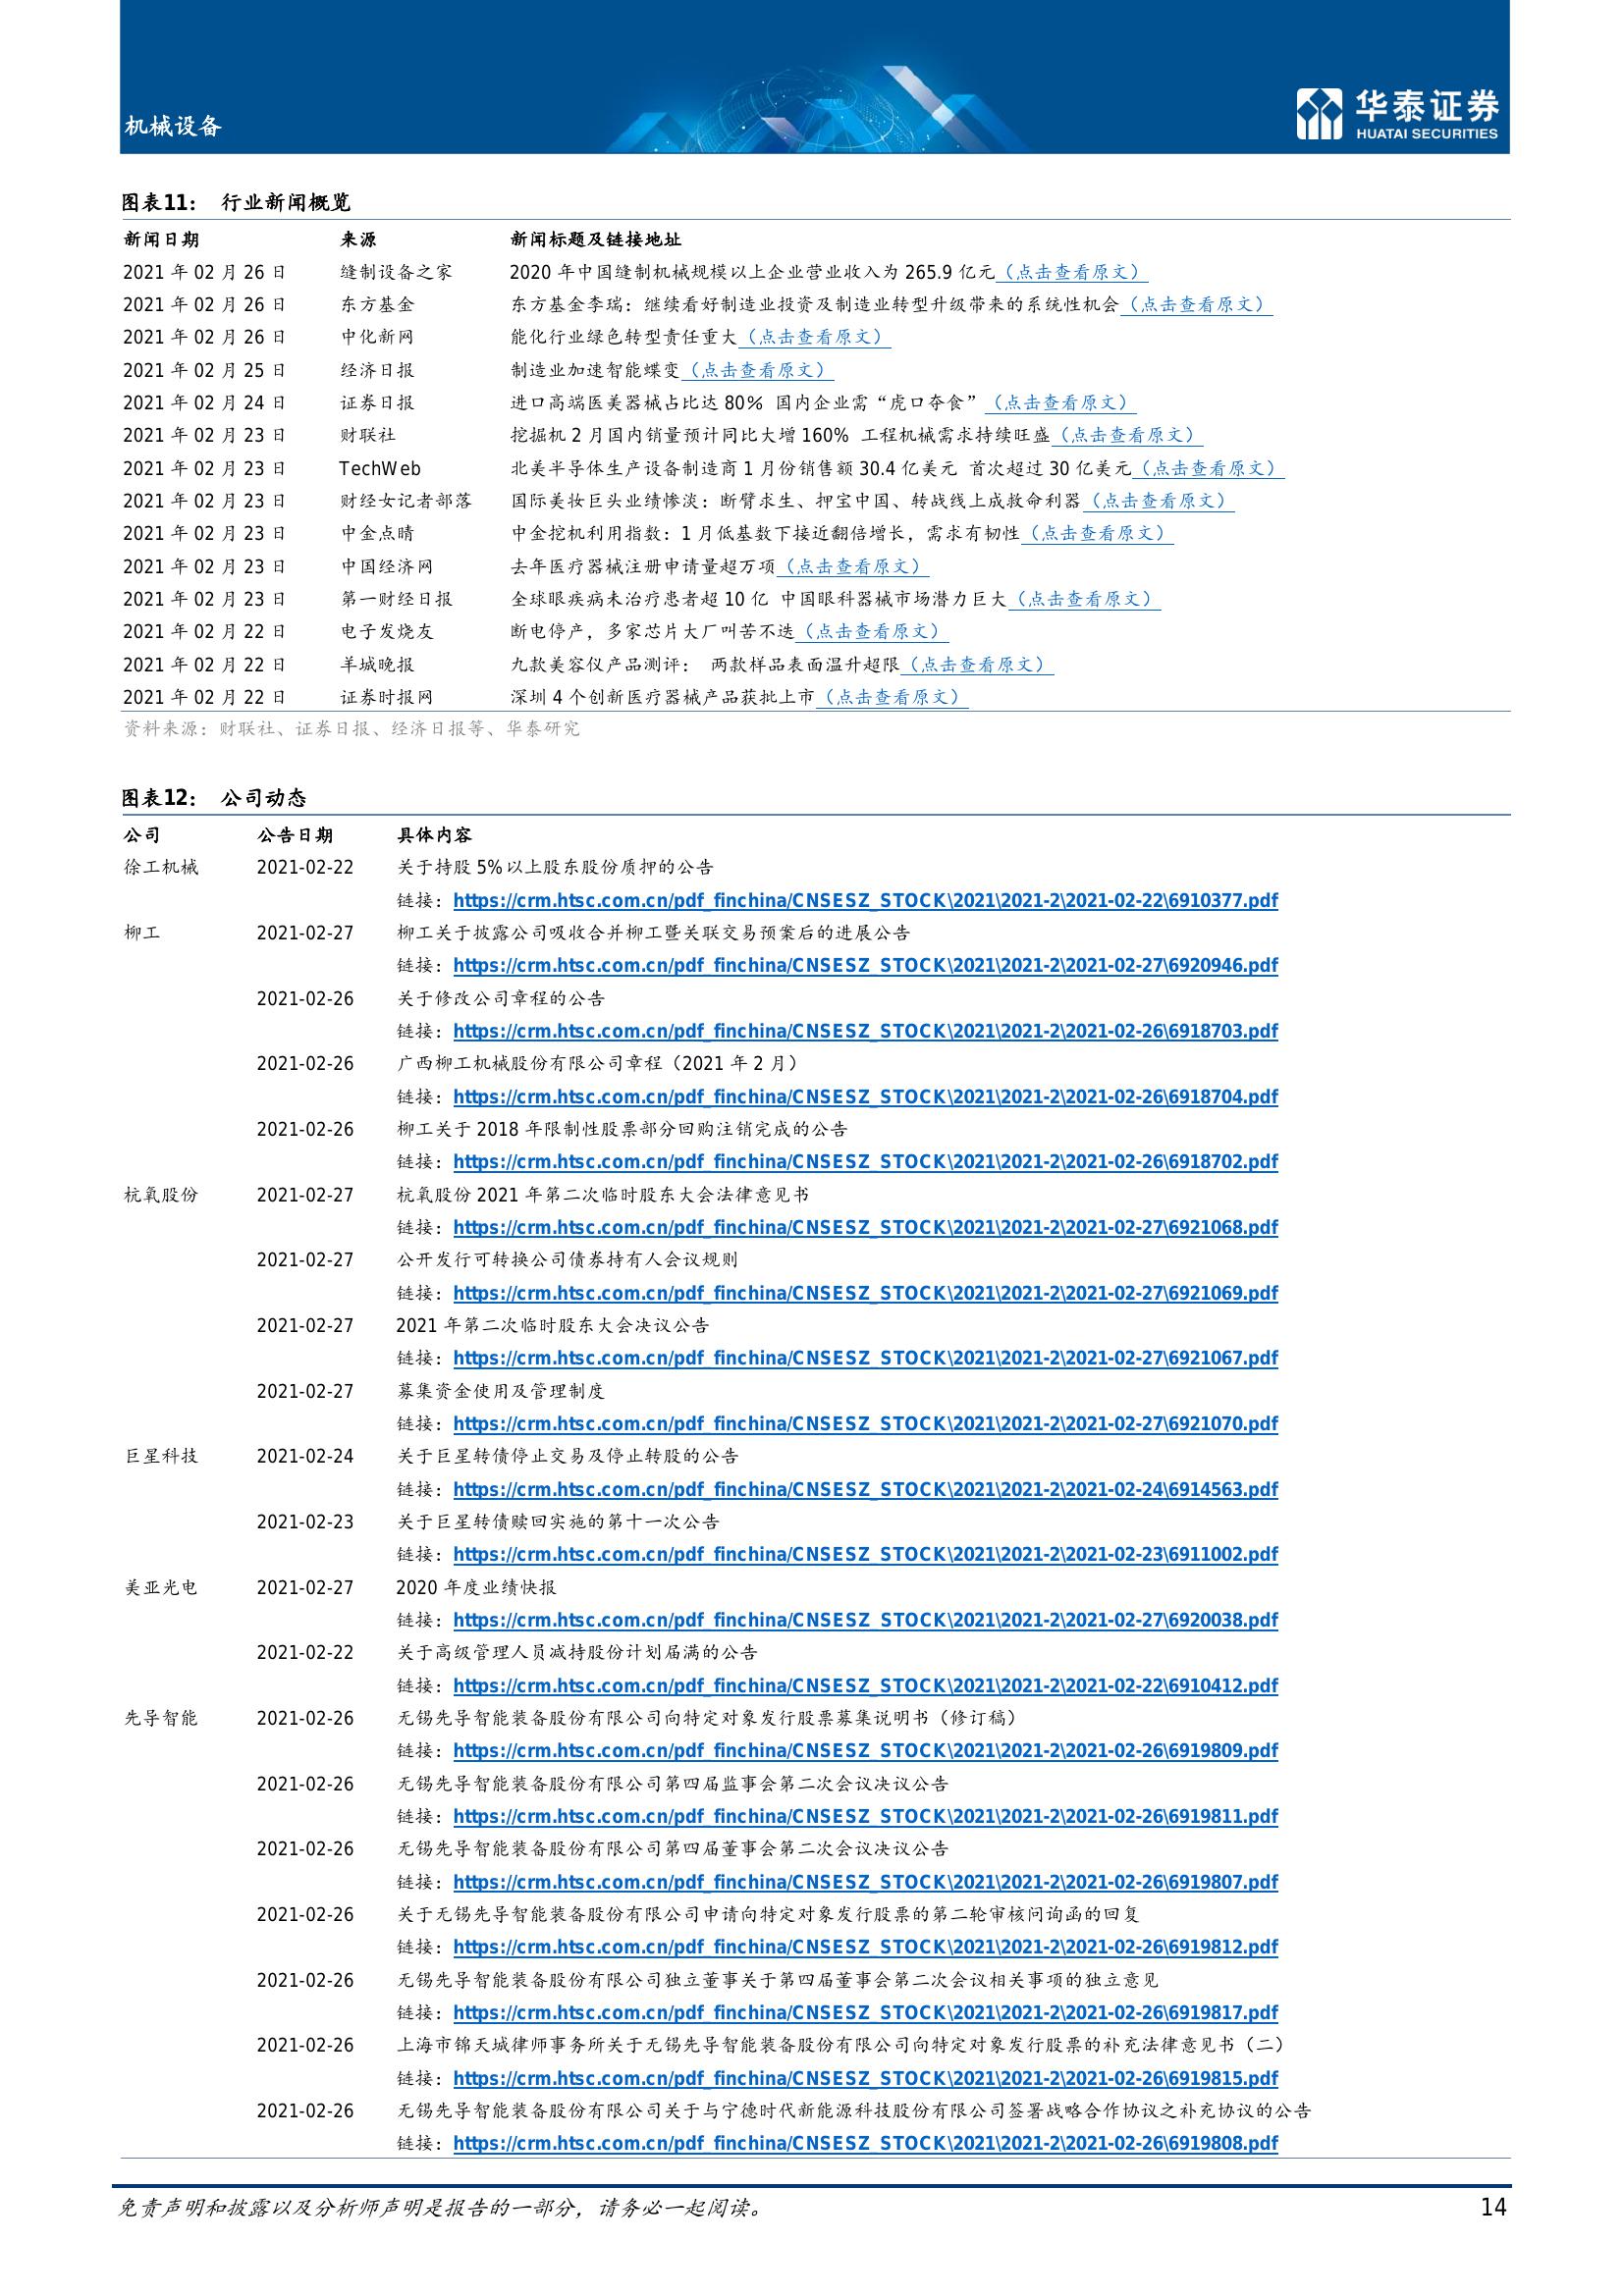 机械设备
华泰证券
HUATAI SECURITIES
图表11： 行业新闻概览
新闻日期 来源 新闻标题及链接地址
2021 年 02 月 26 日 缝制设备之家 2020 年中国缝制机械规模以上企业营业收入为 265.9 亿元（点击查看原文）
2021 年 02 月 26 日 东方基金 东方基金李瑞：继续看好制造业投资及制造业转型升级带来的系统性机会（点击查看原文）
2021 年 02 月 26 日 中化新网 能化行业绿色转型责任重大（点击查看原文）
2021 年 02 月 25 日 经济日报 制造业加速智能蝶变（点击查看原文）
2021 年 02 月 24 日 证券日报 进口高端医美器械占比达 80% 国内企业需“虎口夺食”（点击查看原文）
2021 年 02 月 23 日 财联社 挖掘机 2 月国内销量预计同比大增 160% 工程机械需求持续旺盛（点击查看原文）
2021 年 02 月 23 日 TechWeb 北美半导体生产设备制造商 1 月份销售额 30.4 亿美元 首次超过 30 亿美元（点击查看原文）
2021 年 02 月 23 日 财经女记者部落 国际美妆巨头业绩惨淡：断臂求生、押宝中国、转战线上成救命利器（点击查看原文）
2021 年 02 月 23 日 中金点睛 中金挖机利用指数：1 月低基数下接近翻倍增长，需求有韧性（点击查看原文）
2021 年 02 月 23 日 中国经济网 去年医疗器械注册申请量超万项（点击查看原文）
2021 年 02 月 23 日 第一财经日报 全球眼疾病未治疗患者超 10 亿 中国眼科器械市场潜力巨大（点击查看原文）
2021 年 02 月 22 日 电子发烧友 断电停产，多家芯片大厂叫苦不迭（点击查看原文）
2021 年 02 月 22 日 羊城晚报 九款美容仪产品测评： 两款样品表面温升超限（点击查看原文）
2021 年 02 月 22 日 证券时报网 深圳 4 个创新医疗器械产品获批上市（点击查看原文）
资料来源：财联社、证券日报、经济日报等、华泰研究
图表12： 公司动态
公司 公告日期 具体内容
徐工机械 2021-02-22 关于持股 5%以上股东股份质押的公告
链接：https://crm.htsc.com.cn/pdf_finchina/CNSESZ_STOCK\2021\2021-2\2021-02-22\6910377.pdf
柳工 2021-02-27 柳工关于披露公司吸收合并柳工暨关联交易预案后的进展公告
链接：https://crm.htsc.com.cn/pdf_finchina/CNSESZ_STOCK\2021\2021-2\2021-02-27\6920946.pdf
2021-02-26 关于修改公司章程的公告
链接：https://crm.htsc.com.cn/pdf_finchina/CNSESZ_STOCK\2021\2021-2\2021-02-26\6918703.pdf
2021-02-26 广西柳工机械股份有限公司章程（2021 年 2 月）
链接：https://crm.htsc.com.cn/pdf_finchina/CNSESZ_STOCK\2021\2021-2\2021-02-26\6918704.pdf
2021-02-26 柳工关于 2018 年限制性股票部分回购注销完成的公告
链接：https://crm.htsc.com.cn/pdf_finchina/CNSESZ_STOCK\2021\2021-2\2021-02-26\6918702.pdf
杭氧股份 2021-02-27 杭氧股份 2021 年第二次临时股东大会法律意见书
链接：https://crm.htsc.com.cn/pdf_finchina/CNSESZ_STOCK\2021\2021-2\2021-02-27\6921068.pdf
2021-02-27 公开发行可转换公司债券持有人会议规则
链接：https://crm.htsc.com.cn/pdf_finchina/CNSESZ_STOCK\2021\2021-2\2021-02-27\6921069.pdf
2021-02-27 2021 年第二次临时股东大会决议公告
链接：https://crm.htsc.com.cn/pdf_finchina/CNSESZ_STOCK\2021\2021-2\2021-02-27\6921067.pdf
2021-02-27 募集资金使用及管理制度
链接：https://crm.htsc.com.cn/pdf_finchina/CNSESZ_STOCK\2021\2021-2\2021-02-27\6921070.pdf
巨星科技 2021-02-24 关于巨星转债停止交易及停止转股的公告
链接：https://crm.htsc.com.cn/pdf_finchina/CNSESZ_STOCK\2021\2021-2\2021-02-24\6914563.pdf
2021-02-23 关于巨星转债赎回实施的第十一次公告
链接：https://crm.htsc.com.cn/pdf_finchina/CNSESZ_STOCK\2021\2021-2\2021-02-23\6911002.pdf
美亚光电 2021-02-27 2020 年度业绩快报
链接：https://crm.htsc.com.cn/pdf_finchina/CNSESZ_STOCK\2021\2021-2\2021-02-27\6920038.pdf
2021-02-22 关于高级管理人员减持股份计划届满的公告
链接：https://crm.htsc.com.cn/pdf_finchina/CNSESZ_STOCK\2021\2021-2\2021-02-22\6910412.pdf
先导智能 2021-02-26 无锡先导智能装备股份有限公司向特定对象发行股票募集说明书（修订稿）
链接：https://crm.htsc.com.cn/pdf_finchina/CNSESZ_STOCK\2021\2021-2\2021-02-26\6919809.pdf
2021-02-26 无锡先导智能装备股份有限公司第四届监事会第二次会议决议公告
链接：https://crm.htsc.com.cn/pdf_finchina/CNSESZ_STOCK\2021\2021-2\2021-02-26\6919811.pdf
2021-02-26 无锡先导智能装备股份有限公司第四届董事会第二次会议决议公告
链接：https://crm.htsc.com.cn/pdf_finchina/CNSESZ_STOCK\2021\2021-2\2021-02-26\6919807.pdf
2021-02-26 关于无锡先导智能装备股份有限公司申请向特定对象发行股票的第二轮审核问询函的回复
链接：https://crm.htsc.com.cn/pdf_finchina/CNSESZ_STOCK\2021\2021-2\2021-02-26\6919812.pdf
2021-02-26 无锡先导智能装备股份有限公司独立董事关于第四届董事会第二次会议相关事项的独立意见
链接：https://crm.htsc.com.cn/pdf_finchina/CNSESZ_STOCK\2021\2021-2\2021-02-26\6919817.pdf
2021-02-26 上海市锦天城律师事务所关于无锡先导智能装备股份有限公司向特定对象发行股票的补充法律意见书（二）
链接：https://crm.htsc.com.cn/pdf_finchina/CNSESZ_STOCK\2021\2021-2\2021-02-26\6919815.pdf
2021-02-26 无锡先导智能装备股份有限公司关于与宁德时代新能源科技股份有限公司签署战略合作协议之补充协议的公告
链接：https://crm.htsc.com.cn/pdf_finchina/CNSESZ_STOCK\2021\2021-2\2021-02-26\6919808.pdf
免责声明和披露以及分析师声明是报告的一部分，请务必一起阅读。 14